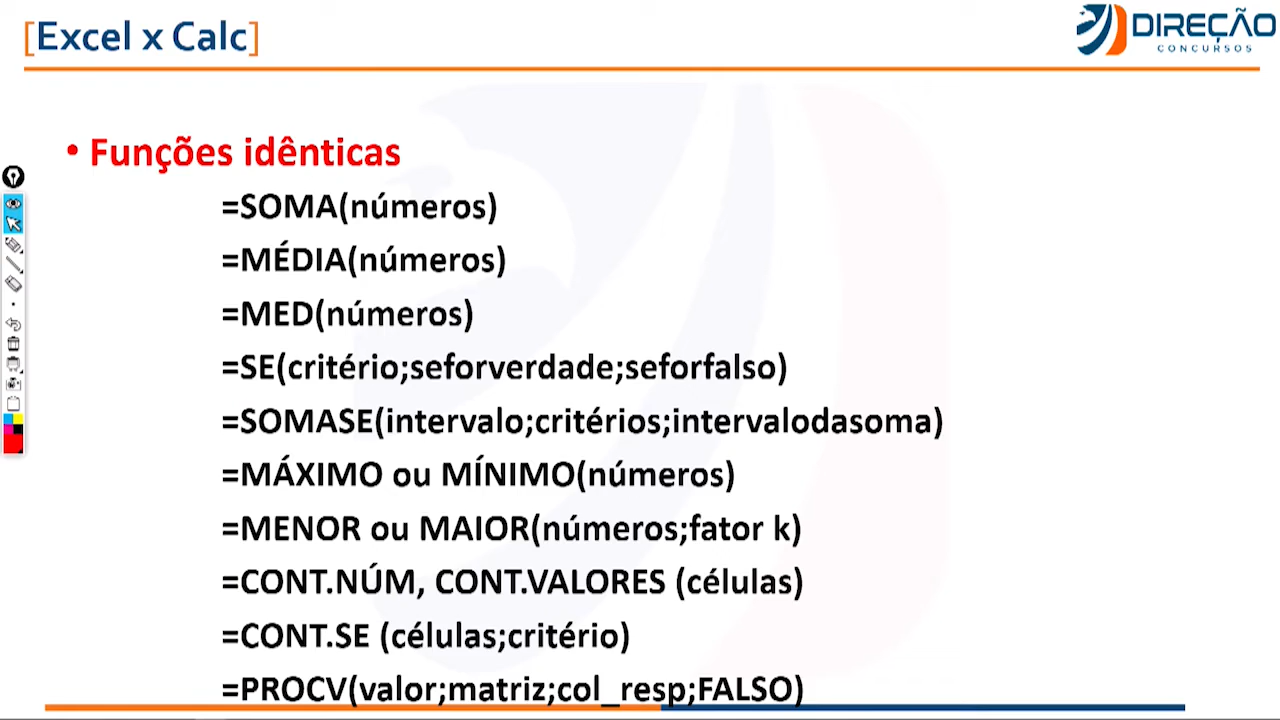 [Excel x Calc]
DIREÇÃO
CONCURSOS
• Funções idênticas
=SOMA(números)
=MÉDIA(números)
=MED(números)
=SE(critério;seforverdade;seforfalso)
=SOMASE(intervalo;critérios;intervalodasoma)
=MÁXIMO ou MÍNIMO(números)
=MENOR ou MAIOR(números;fator k)
=CONT.NÚM, CONT.VALORES (células)
=CONT.SE (células;critério)
=PROCV(valor;matriz;col_resp;FALSO)